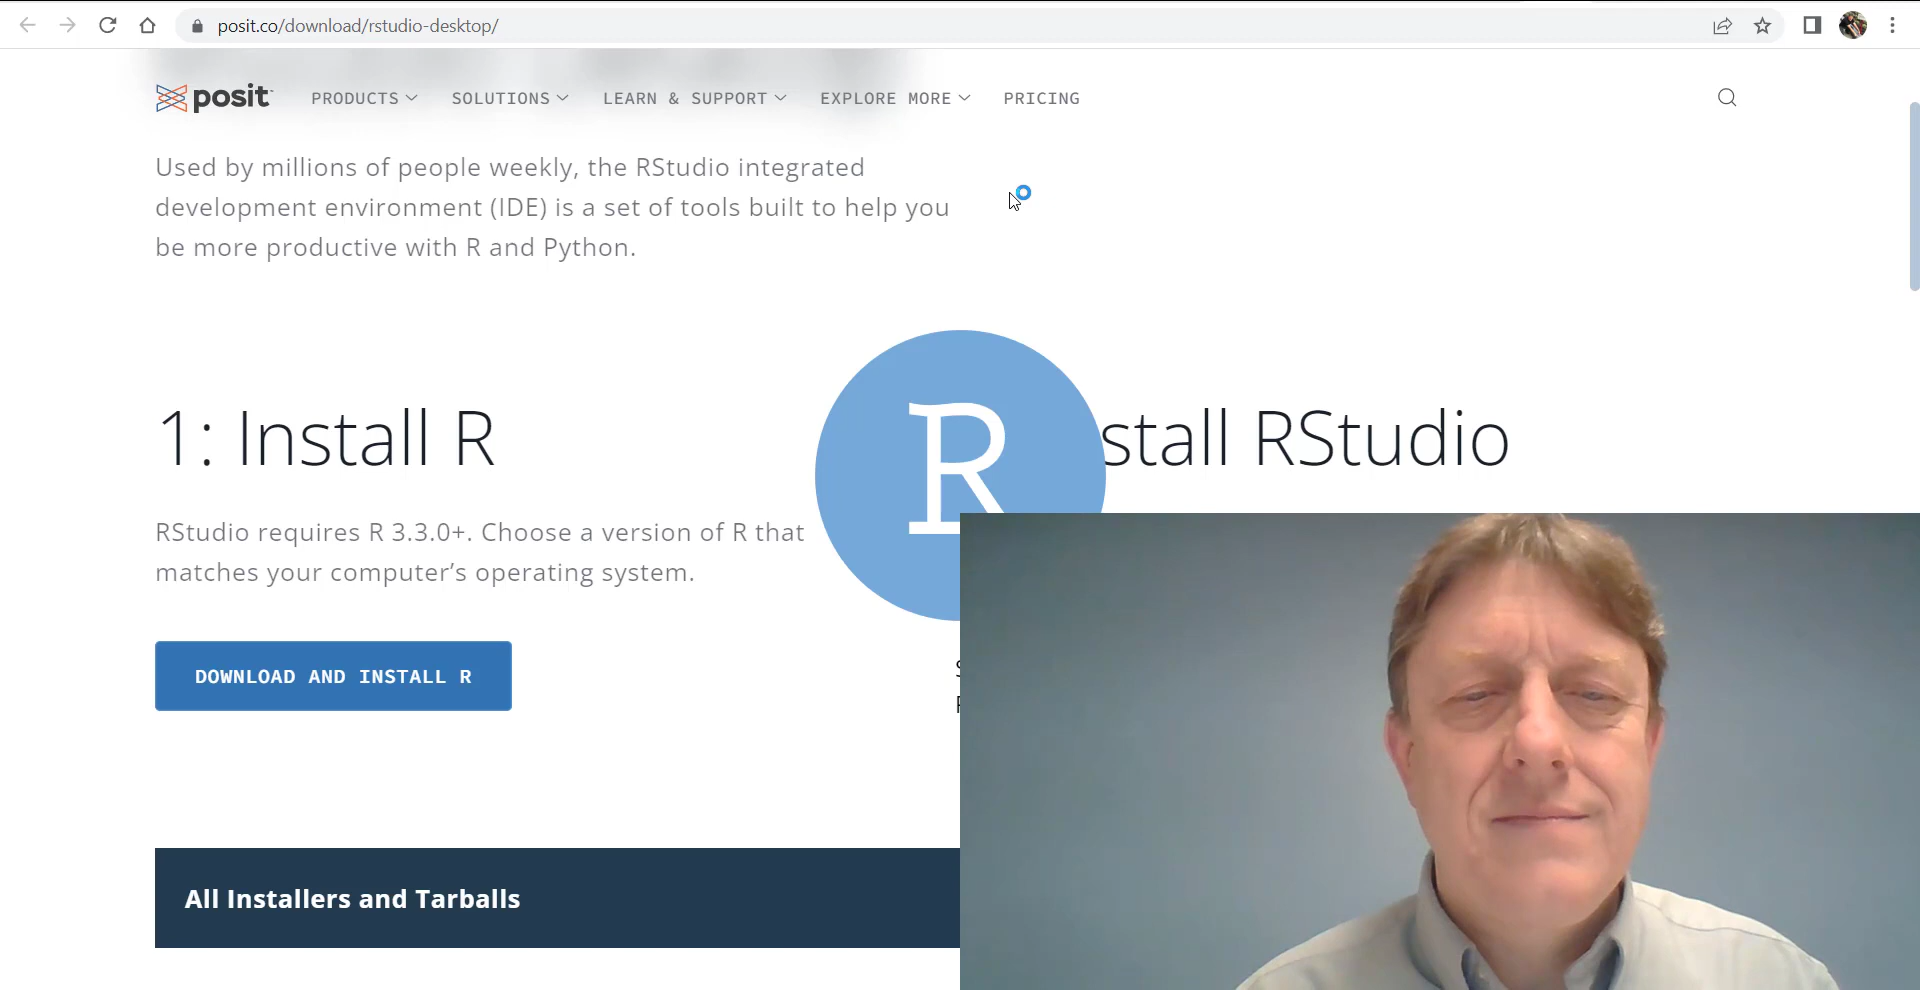 posit.co/download/rstudio-desktop/
posit
PRODUCTS
SOLUTIONS
LEARN & SUPPORT
EXPLORE MORE
PRICING
Used by millions of people weekly, the RStudio integrated
development environment (IDE) is a set of tools built to help you
be more productive with R and Python.
1: Install R
R
stall RStudio
RStudio requires R 3.3.0+. Choose a version of R that
matches your computer’s operating system.
DOWNLOAD AND INSTALL R
All Installers and Tarballs